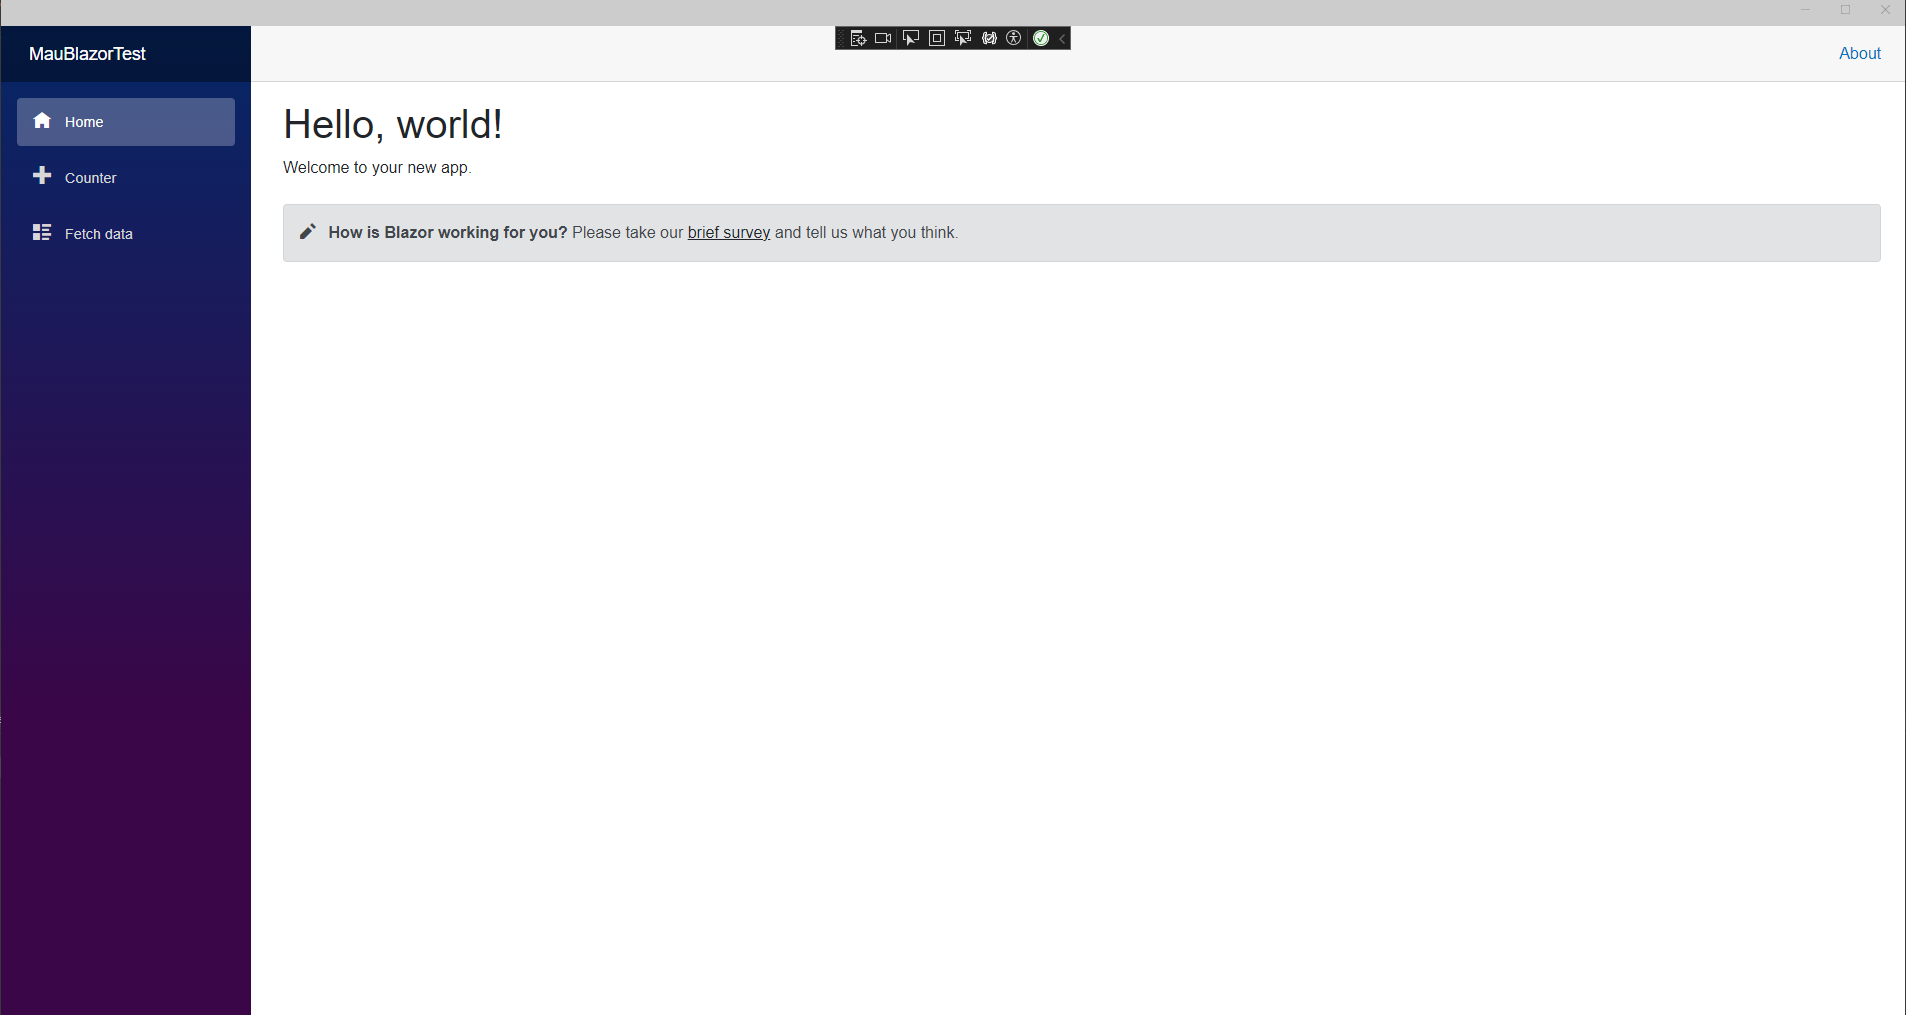 MauBlazorTest
About
Home
Counter
Fetch data
Hello, world!
Welcome to your new app.
How is Blazor working for you? Please take our brief survey and tell us what you think.